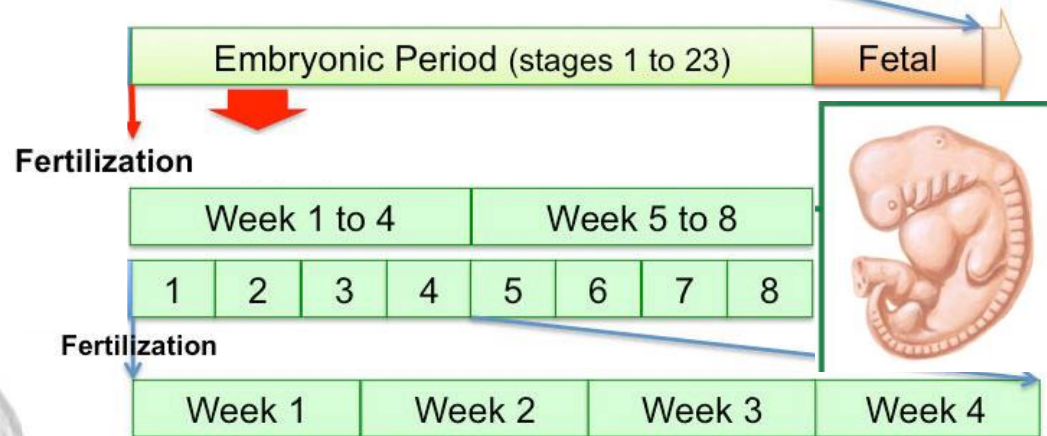 Embryonic Period (stages 1 to 23) Fetal
Fertilization
Week 1 to 4 Week 5 to 8
1 2 3 4 5 6 7 8
Fertilization
Week 1 Week 2 Week 3 Week 4